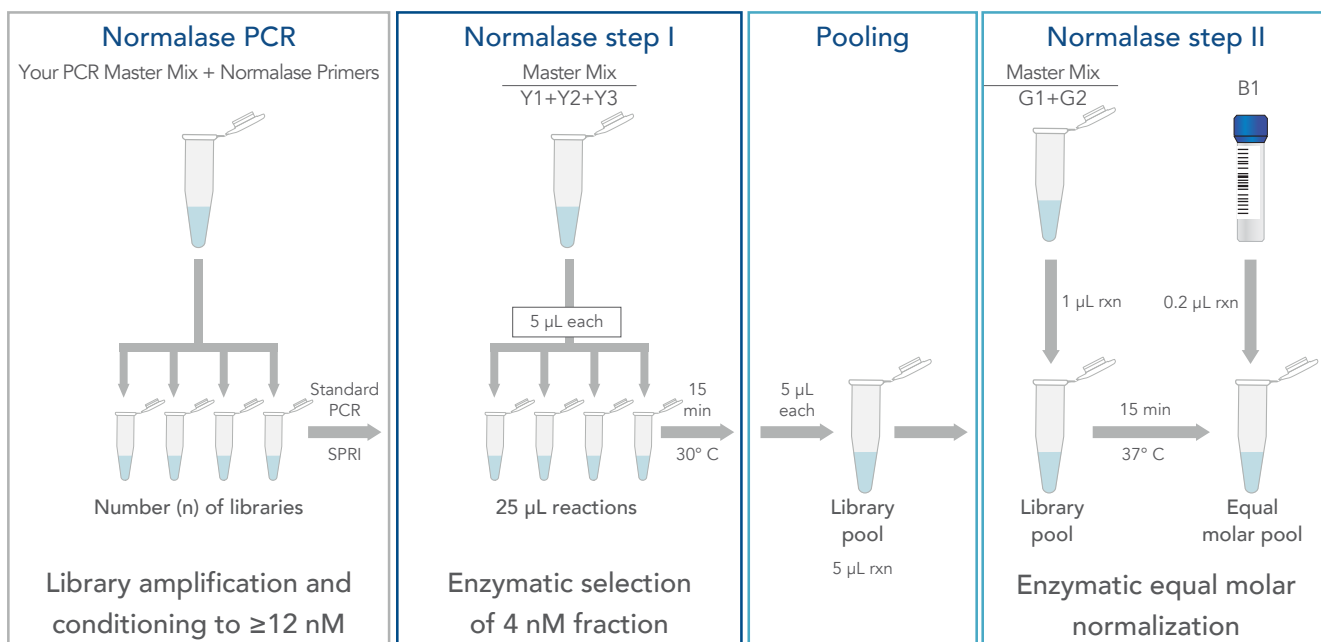 Normalase PCR
Your PCR Master Mix + Normalase Primers
Standard
PCR
SPRI
Number (n) of libraries
Library amplification and
conditioning to ≥12 nM
Normalase step I
Master Mix
Y1+Y2+Y3
5 µL each
15
min
30° C
25 µL reactions
Enzymatic selection
of 4 nM fraction
Pooling
5 µL
each
Library
pool
5 µL rxn
Normalase step II
Master Mix
G1+G2
B1
1 µL rxn
0.2 µL rxn
15 min
37° C
Library
pool
Equal
molar pool
Enzymatic equal molar
normalization